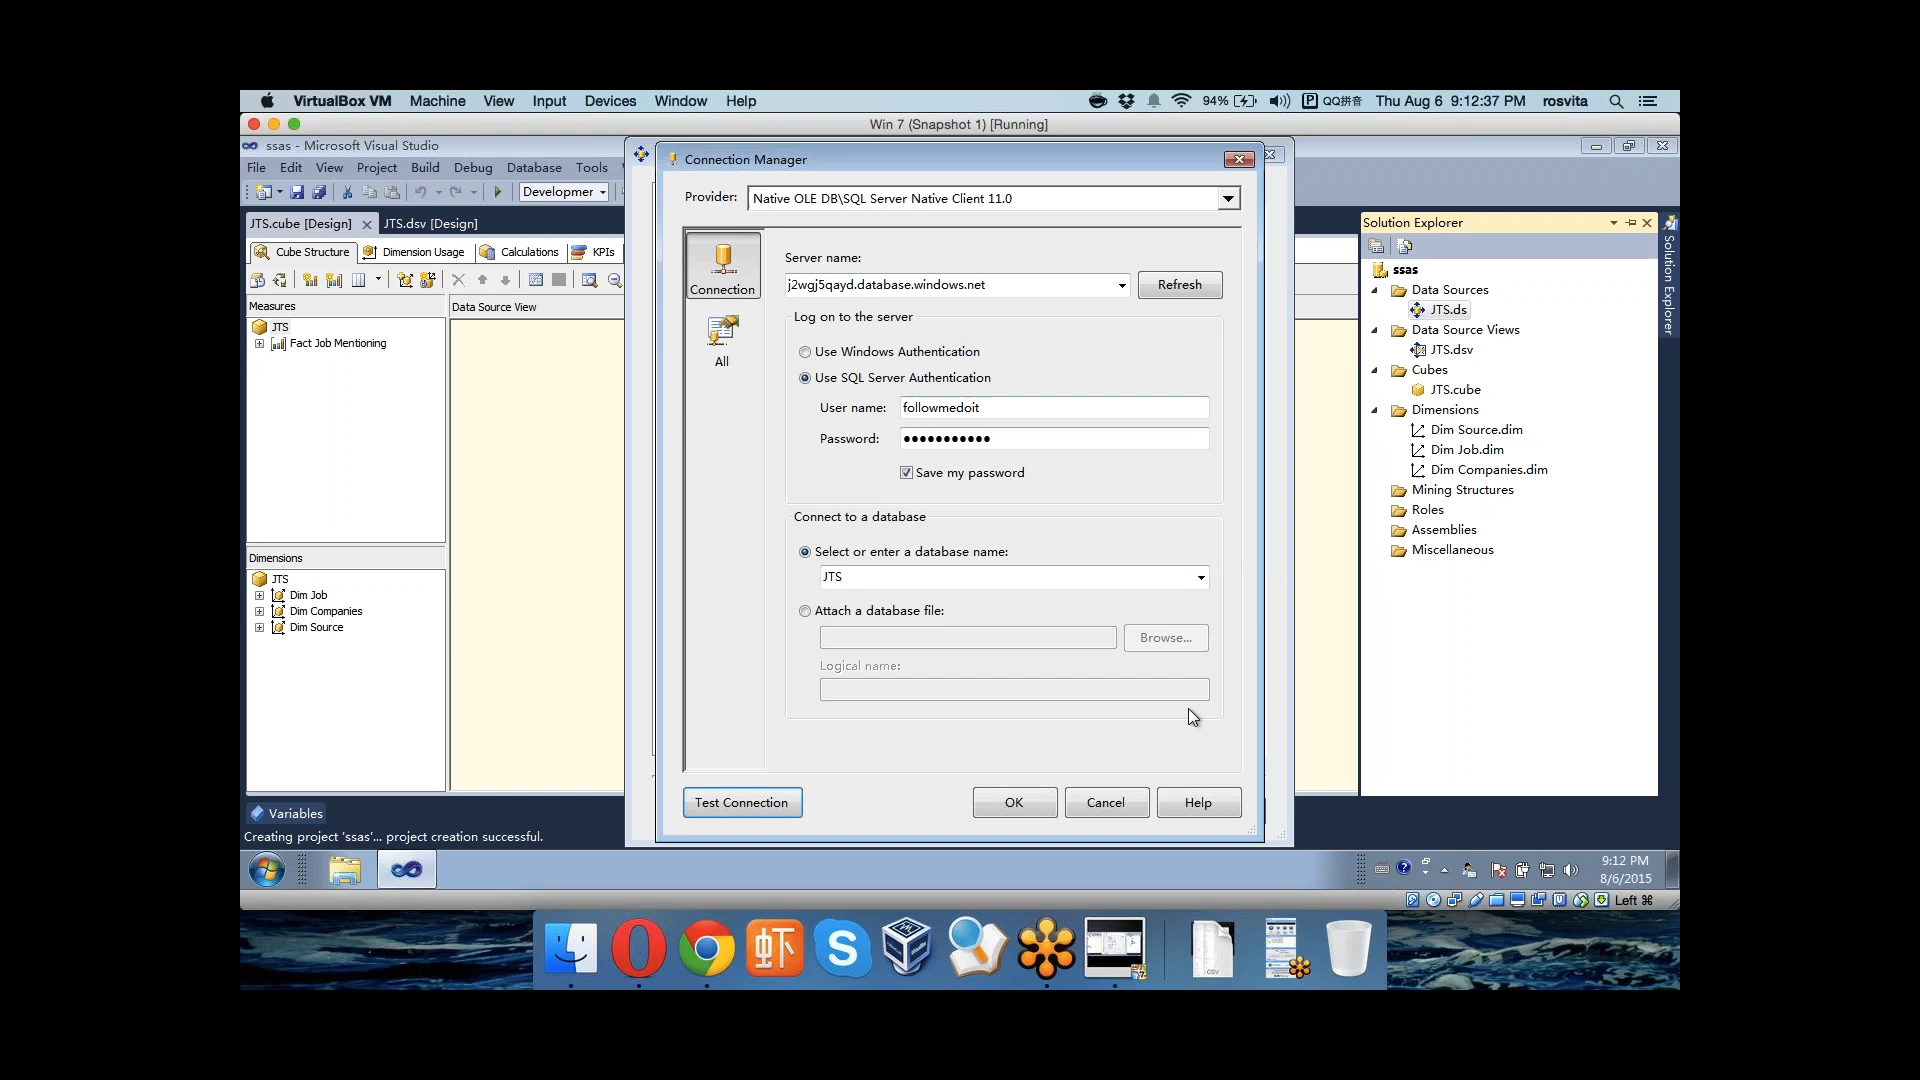 VirtualBox VM Machine View Input Devices Window Help 94% P QQ拼音 Thu Aug 6 9:12:37 PM rosvita
Win 7 (Snapshot 1) [Running]
ssas - Microsoft Visual Studio
File Edit View Project Build Debug Database Tools
Developmer
JTS.cube [Design] JTS.dsv [Design]
Cube Structure Dimension Usage Calculations KPIs
Measures
JTS
Fact Job Mentioning
Data Source View
Dimensions
JTS
Dim Job
Dim Companies
Dim Source
Variables
Creating project 'ssas'... project creation successful.
Connection Manager
Provider: Native OLE DB\SQL Server Native Client 11.0
Connection
All
Server name:
j2wgj5qayd.database.windows.net Refresh
Log on to the server
Use Windows Authentication
Use SQL Server Authentication
User name: followmedoit
Password: ●●●●●●●●●●●
Save my password
Connect to a database
Select or enter a database name:
JTS
Attach a database file:
Browse...
Logical name:
Test Connection OK Cancel Help
Solution Explorer
ssas
Data Sources
JTS.ds
Data Source Views
JTS.dsv
Cubes
JTS.cube
Dimensions
Dim Source.dim
Dim Job.dim
Dim Companies.dim
Mining Structures
Roles
Assemblies
Miscellaneous
Solution Explorer
9:12 PM
8/6/2015
Left ⌘
虾
S
CSV